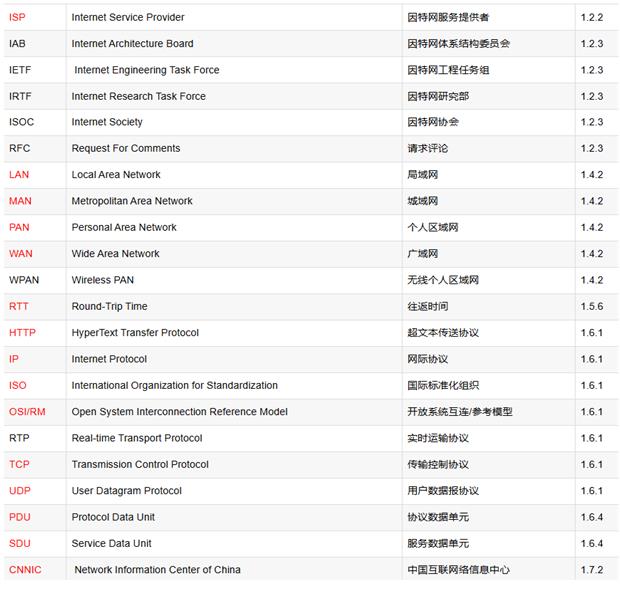 ISP Internet Service Provider 因特网服务提供者 1.2.2
IAB Internet Architecture Board 因特网体系结构委员会 1.2.3
IETF Internet Engineering Task Force 因特网工程任务组 1.2.3
IRTF Internet Research Task Force 因特网研究部 1.2.3
ISOC Internet Society 因特网协会 1.2.3
RFC Request For Comments 请求评论 1.2.3
LAN Local Area Network 局域网 1.4.2
MAN Metropolitan Area Network 城域网 1.4.2
PAN Personal Area Network 个人区域网 1.4.2
WAN Wide Area Network 广域网 1.4.2
WPAN Wireless PAN 无线个人区域网 1.4.2
RTT Round-Trip Time 往返时间 1.5.6
HTTP HyperText Transfer Protocol 超文本传送协议 1.6.1
IP Internet Protocol 网际协议 1.6.1
ISO International Organization for Standardization 国际标准化组织 1.6.1
OSI/RM Open System Interconnection Reference Model 开放系统互连/参考模型 1.6.1
RTP Real-time Transport Protocol 实时运输协议 1.6.1
TCP Transmission Control Protocol 传输控制协议 1.6.1
UDP User Datagram Protocol 用户数据报协议 1.6.1
PDU Protocol Data Unit 协议数据单元 1.6.4
SDU Service Data Unit 服务数据单元 1.6.4
CNNIC Network Information Center of China 中国互联网络信息中心 1.7.2